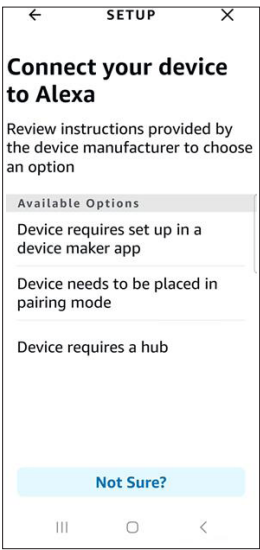 SETUP
Connect your device
to Alexa
Review instructions provided by
the device manufacturer to choose
an option
Available Options
Device requires set up in a
device maker app
Device needs to be placed in
pairing mode
Device requires a hub
Not Sure?